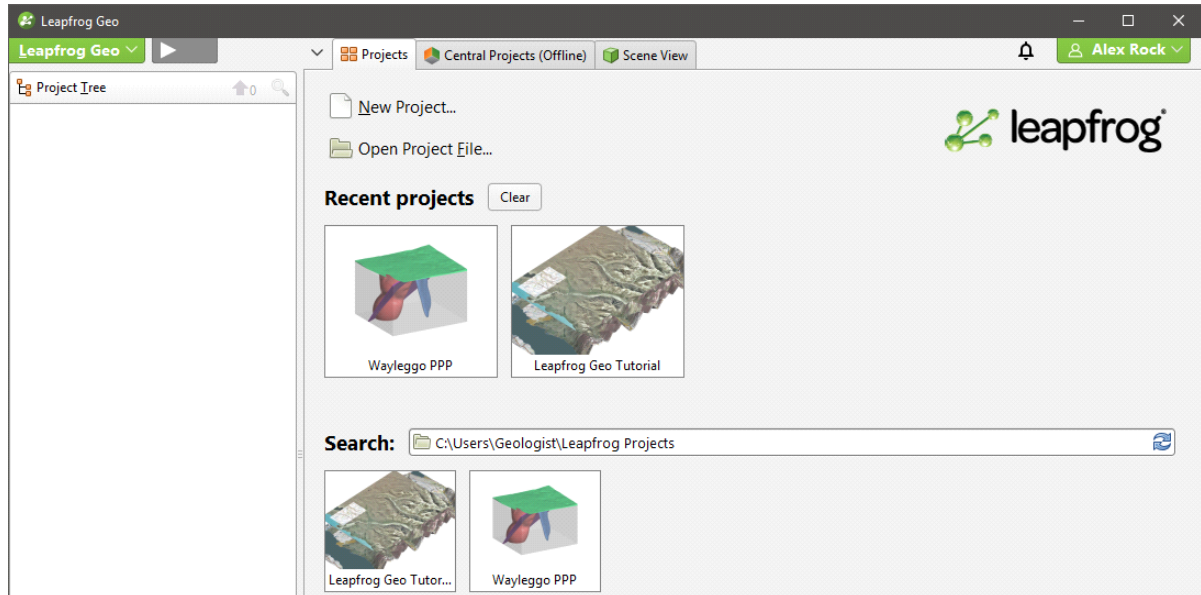 Leapfrog Geo
Leapfrog Geo
Projects
Central Projects (Offline)
Scene View
Alex Rock
Project Tree
0
New Project...
Open Project File...
leapfrog®
Recent projects
Clear
Wayleggo PPP
Leapfrog Geo Tutorial
Search:
C:\Users\Geologist\Leapfrog Projects
Leapfrog Geo Tutor...
Wayleggo PPP